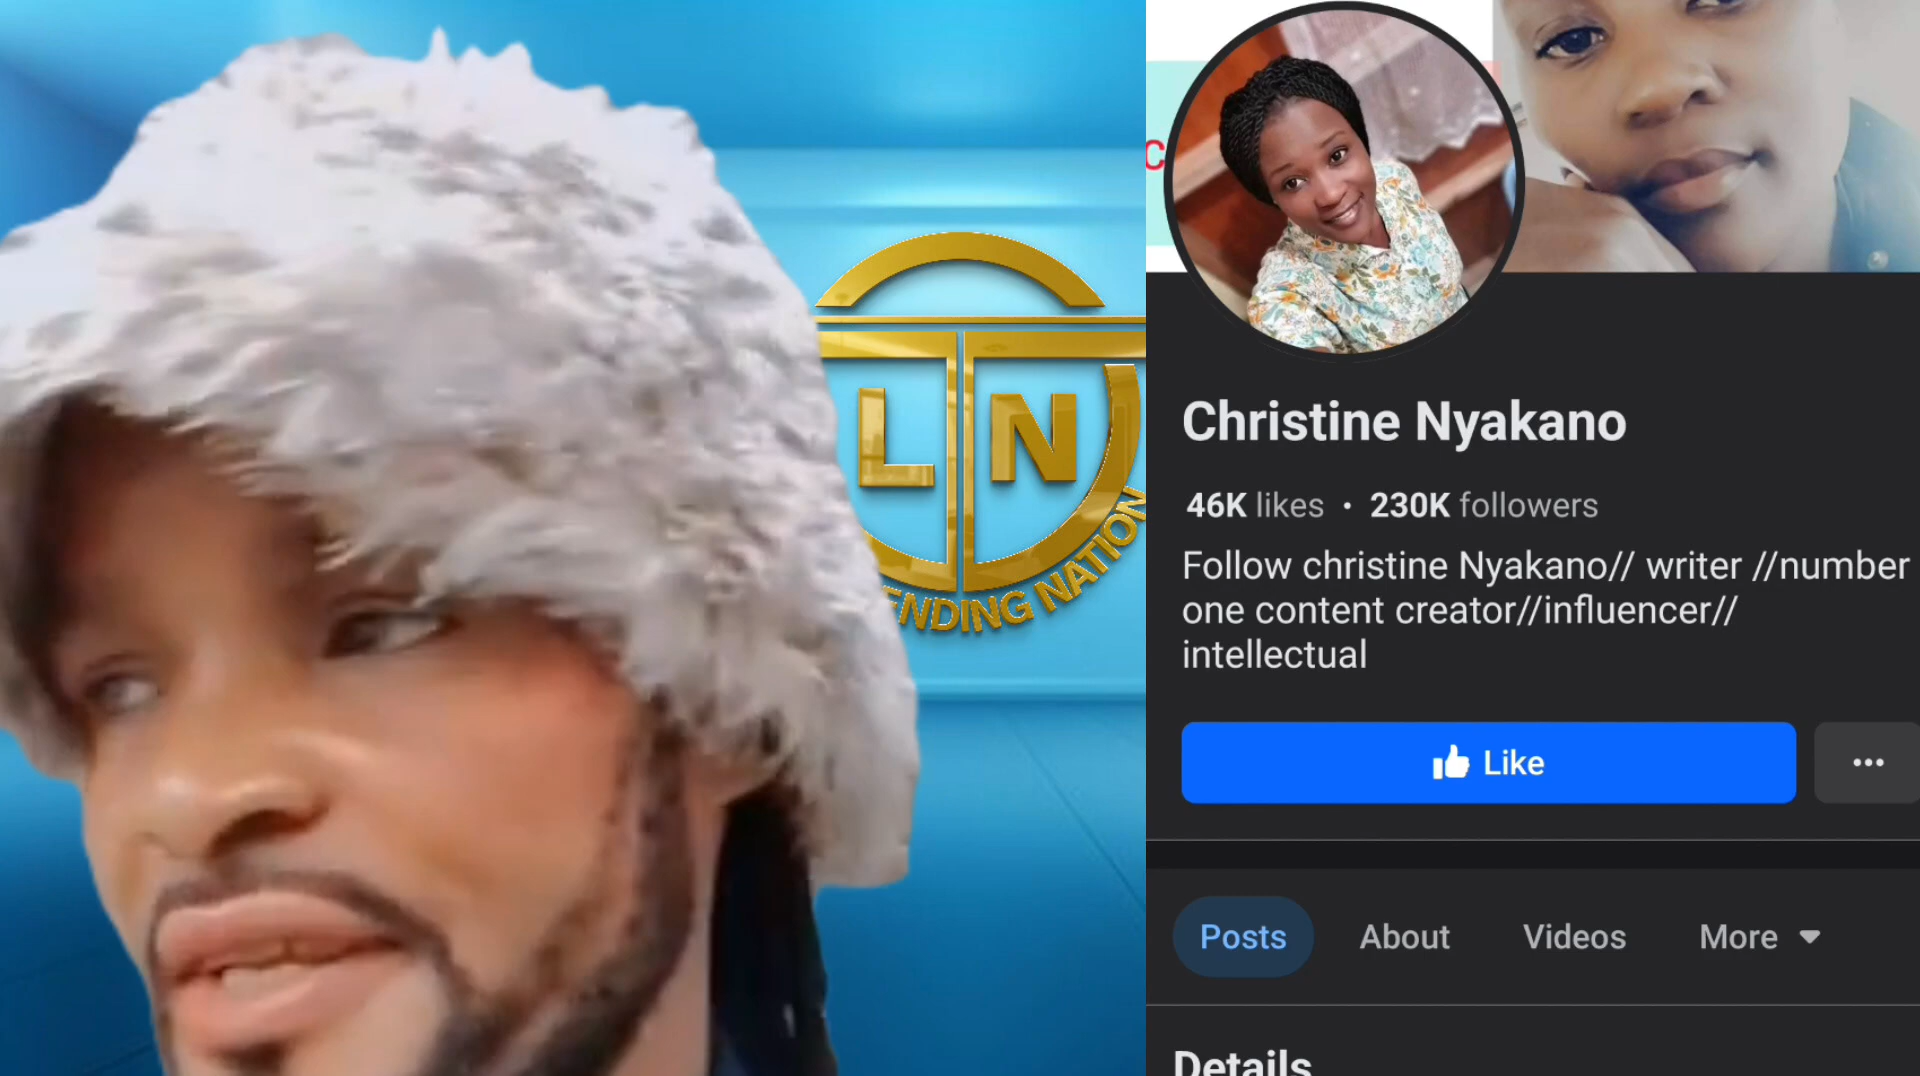 L N
ENDING NATION
C
Christine Nyakano
46K likes • 230K followers
Follow christine Nyakano// writer //number
one content creator//influencer//
intellectual
Like
Posts
About
Videos
More
Details